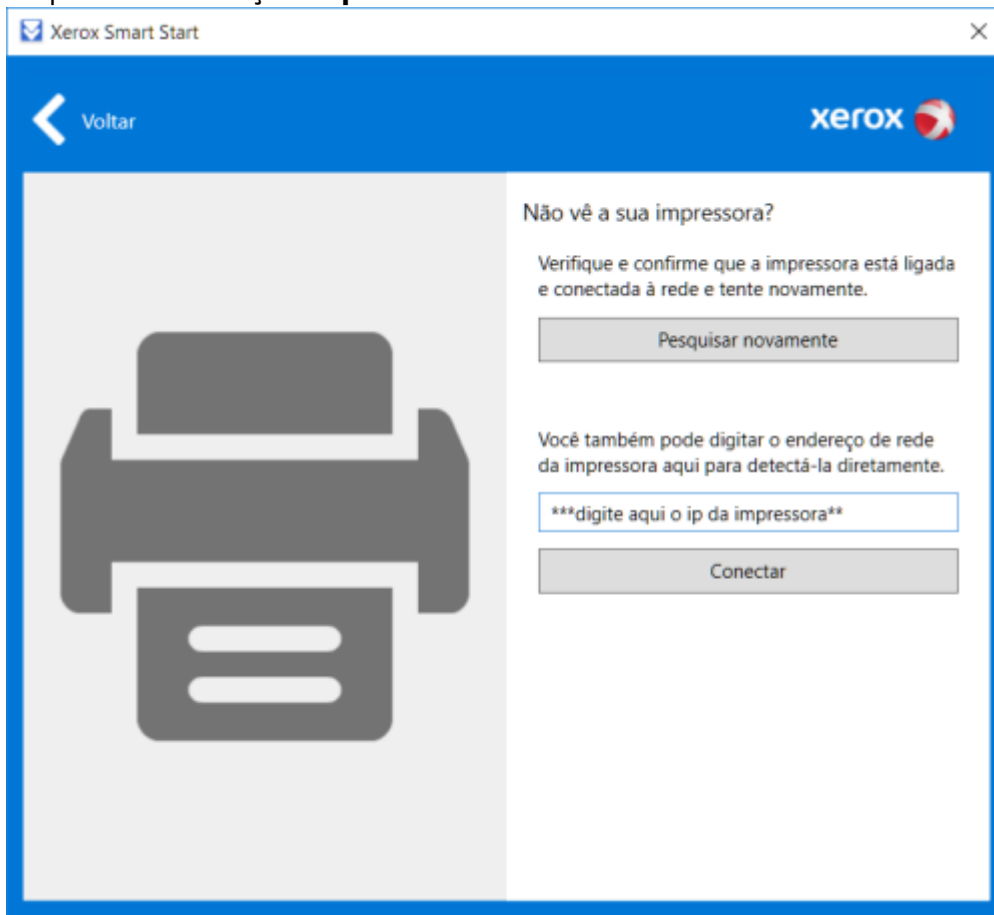 Xerox Smart Start
Voltar
xerox
Não vê a sua impressora?
Verifique e confirme que a impressora está ligada
e conectada à rede e tente novamente.
Pesquisar novamente
Você também pode digitar o endereço de rede
da impressora aqui para detectá-la diretamente.
***digite aqui o ip da impressora**
Conectar